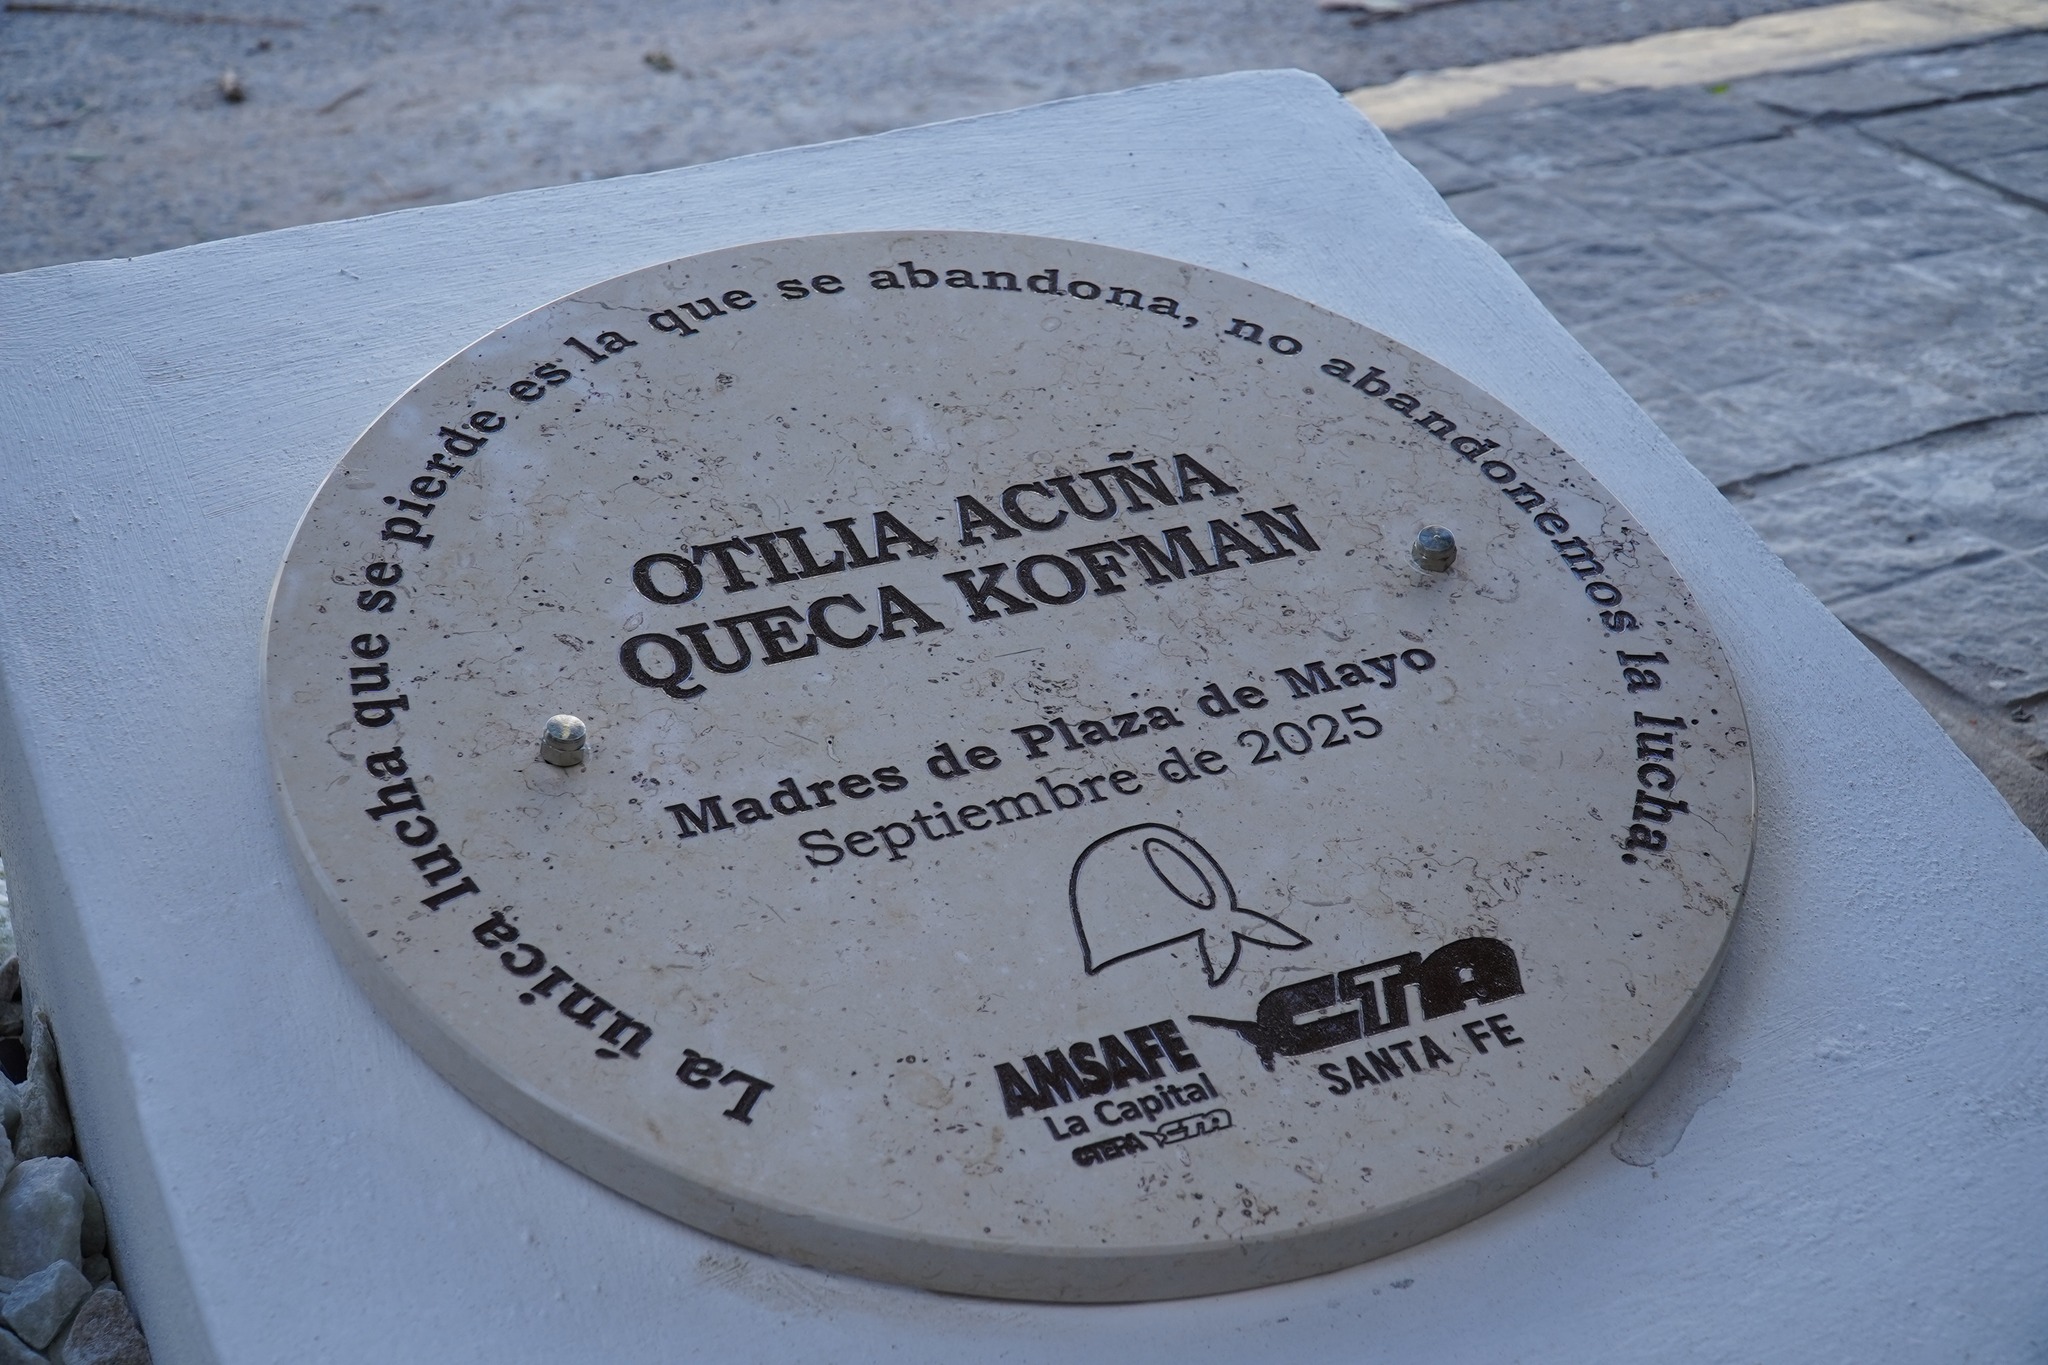 La única lucha que se pierde es la que se abandona, no abandonemos la lucha.
OTILIA ACUÑA
QUECA KOFMAN
Madres de Plaza de Mayo
Septiembre de 2025
AMSAFE
La Capital
CTERA CTA
CTA
SANTA FE